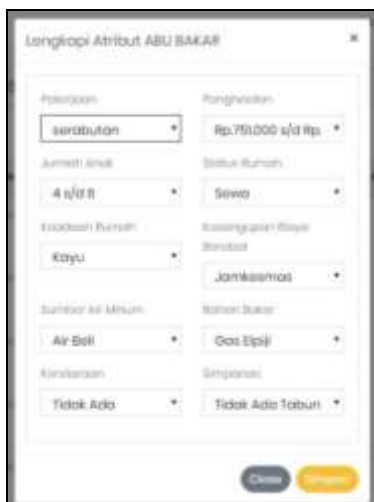 Lengkapi Atribut ABU BAKAR ×
Pekerjaan Penghasilan
serabutan Rp.751.000 s/d Rp.
Jumlah Anak Status Rumah
4 s/d 6 Sewa
Keadaan Rumah Kesanggupan Biaya
Berobat
Kayu Jamkesmas
Sumber Air Minum Bahan Bakar
Air Beli Gas Elpiji
Kendaraan Simpanan
Tidak Ada Tidak Ada Tabun
Close Simpan